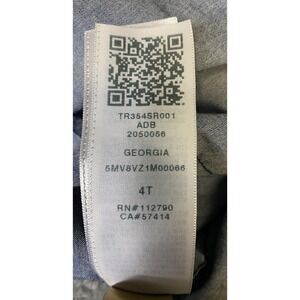 TR354SR001
ADB
2050056
GEORGIA
5MV8VZ1M00066
4T
RN#112790
CA#57414